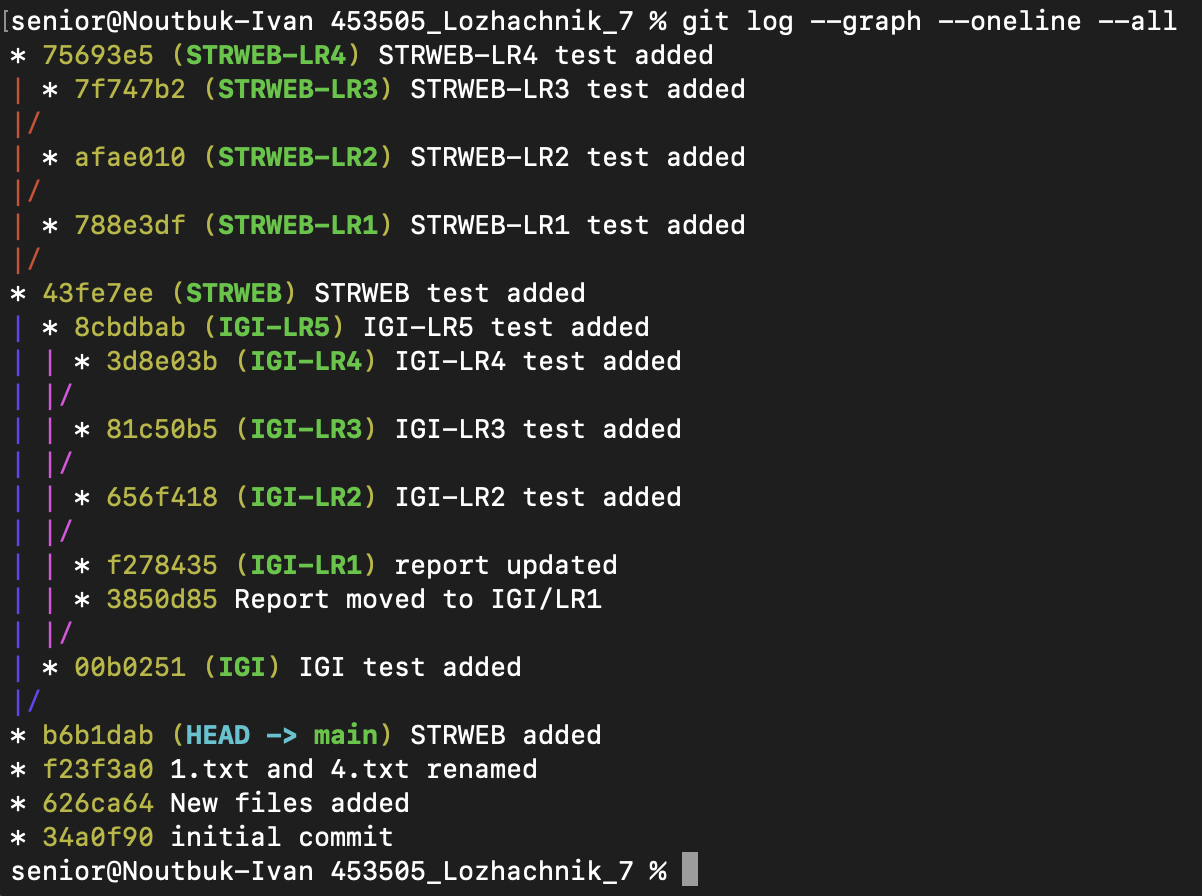 [senior@Noutbuk-Ivan 453505_Lozhachnik_7 % git log --graph --oneline --all
* 75693e5 (STRWEB-LR4) STRWEB-LR4 test added
| * 7f747b2 (STRWEB-LR3) STRWEB-LR3 test added
|/
| * afae010 (STRWEB-LR2) STRWEB-LR2 test added
|/
| * 788e3df (STRWEB-LR1) STRWEB-LR1 test added
|/
* 43fe7ee (STRWEB) STRWEB test added
| * 8cbdbab (IGI-LR5) IGI-LR5 test added
| | * 3d8e03b (IGI-LR4) IGI-LR4 test added
| |/
| | * 81c50b5 (IGI-LR3) IGI-LR3 test added
| |/
| | * 656f418 (IGI-LR2) IGI-LR2 test added
| |/
| | * f278435 (IGI-LR1) report updated
| | * 3850d85 Report moved to IGI/LR1
| |/
| * 00b0251 (IGI) IGI test added
|/
* b6b1dab (HEAD -> main) STRWEB added
* f23f3a0 1.txt and 4.txt renamed
* 626ca64 New files added
* 34a0f90 initial commit
senior@Noutbuk-Ivan 453505_Lozhachnik_7 %